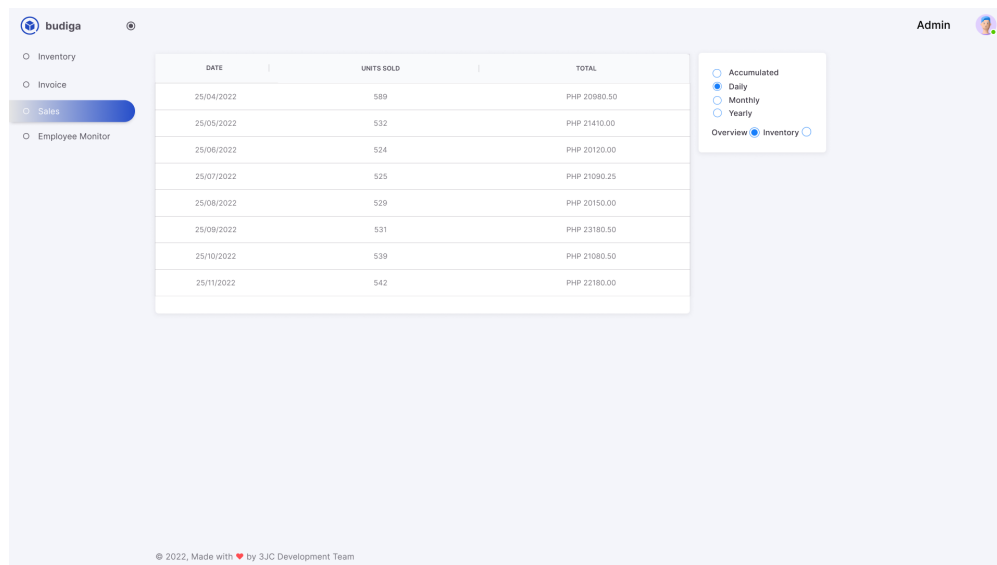 budiga
Admin
Inventory
Invoice
Sales
Employee Monitor
DATE UNITS SOLD TOTAL
25/04/2022 589 PHP 20980.50
25/05/2022 532 PHP 21410.00
25/06/2022 524 PHP 20120.00
25/07/2022 525 PHP 21090.25
25/08/2022 529 PHP 20150.00
25/09/2022 531 PHP 23180.50
25/10/2022 539 PHP 21080.50
25/11/2022 542 PHP 22180.00
Accumulated
Daily
Monthly
Yearly
Overview Inventory
© 2022, Made with ❤ by 3JC Development Team